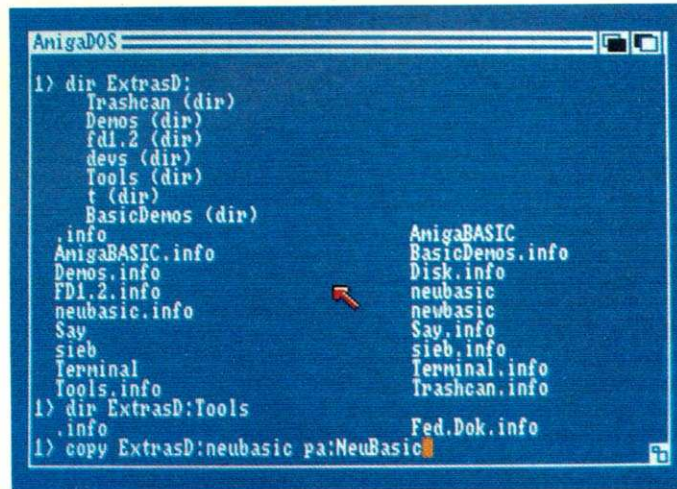 AmigaDOS
1> dir ExtrasD:
Trashcan (dir)
Demos (dir)
fd1.2 (dir)
devs (dir)
Tools (dir)
t (dir)
BasicDemos (dir)
.info AmigaBASIC
AmigaBASIC.info BasicDemos.info
Demos.info Disk.info
FD1.2.info neubasic
neubasic.info newbasic
Say Say.info
sieb sieb.info
Terminal Terminal.info
Tools.info Trashcan.info
1> dir ExtrasD:Tools
.info Fed.Dok.info
1> copy ExtrasD:neubasic pa:NeuBasic